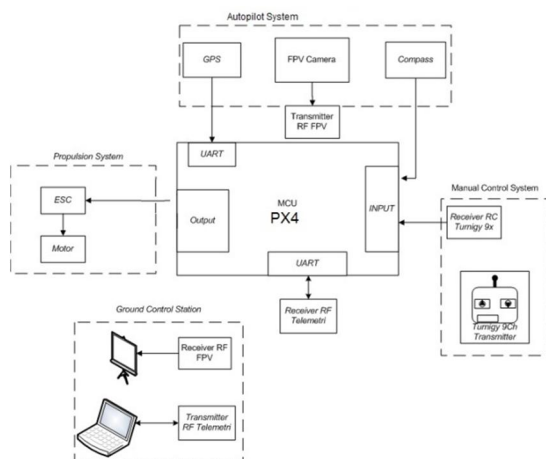 Autopilot System
GPS
FPV Camera
Compass
Transmitter
RF FPV
Propulsion System
ESC
Motor
UART
Output
MCU
PX4
INPUT
UART
Manual Control System
Receiver RC
Turnigy 9x
Turnigy 9Ch
Transmitter
Receiver RF
Telemetri
Ground Control Station
Receiver RF
FPV
Transmitter
RF Telemetri